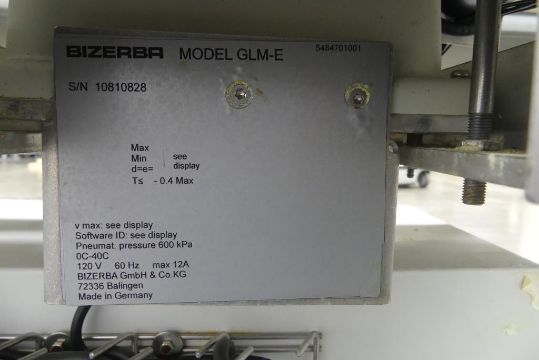 BIZERBA MODEL GLM-E 5484701001
S/N 10810828
Max
Min see
d=e= display
T≤ - 0.4 Max
v max: see display
Software ID: see display
Pneumat. pressure 600 kPa
0C-40C
120 V 60 Hz max 12A
BIZERBA GmbH & Co.KG
72336 Balingen
Made in Germany